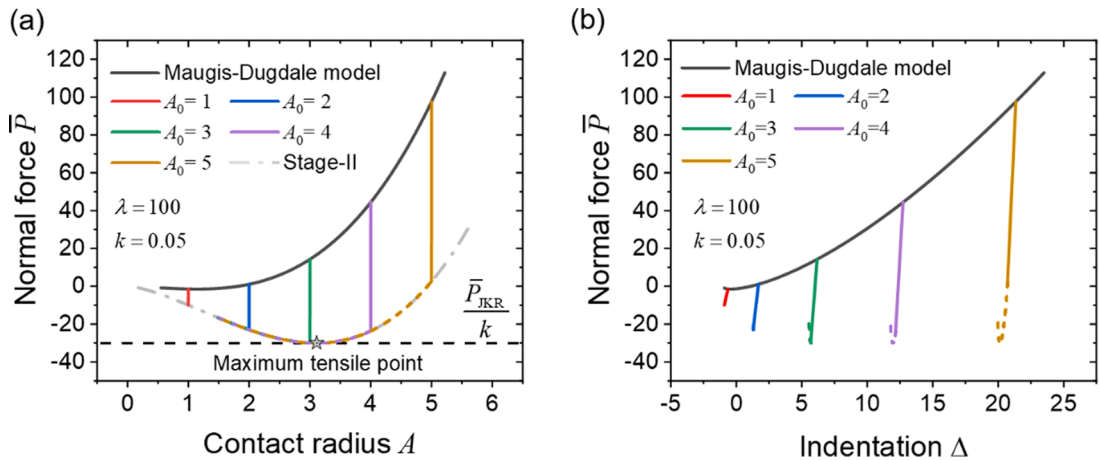 (a)
120
100
80
60
40
20
0
-20
-40
Normal force P̅
Maugis-Dugdale model
A₀= 1 A₀= 2
A₀= 3 A₀= 4
A₀= 5 Stage-II
λ = 100
k = 0.05
P̅JKR
k
Maximum tensile point
0 1 2 3 4 5 6
Contact radius A
(b)
120
100
80
60
40
20
0
-20
-40
Normal force P̅
Maugis-Dugdale model
A₀=1 A₀=2
A₀=3 A₀=4
A₀=5
λ = 100
k = 0.05
-5 0 5 10 15 20 25
Indentation Δ